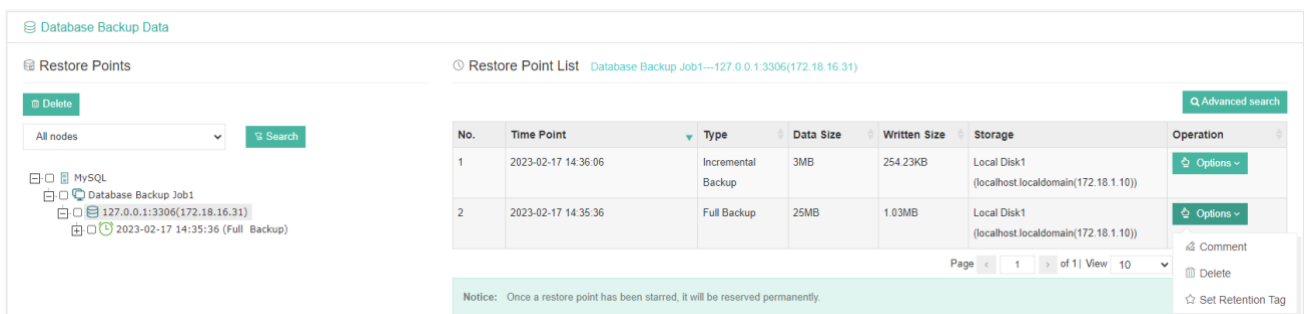 Database Backup Data
Restore Points
Delete
All nodes
Search
MySQL
Database Backup Job1
127.0.0.1:3306(172.18.16.31)
2023-02-17 14:35:36 (Full Backup)
Restore Point List Database Backup Job1---127.0.0.1:3306(172.18.16.31)
Advanced search
No. Time Point Type Data Size Written Size Storage Operation
1 2023-02-17 14:36:06 Incremental 3MB 254.23KB Local Disk1 Options
Backup (localhost.localdomain(172.18.1.10))
2 2023-02-17 14:35:36 Full Backup 25MB 1.03MB Local Disk1 Options
(localhost.localdomain(172.18.1.10))
Page < 1 > of 1| View 10
Comment
Delete
Set Retention Tag
Notice: Once a restore point has been starred, it will be reserved permanently.